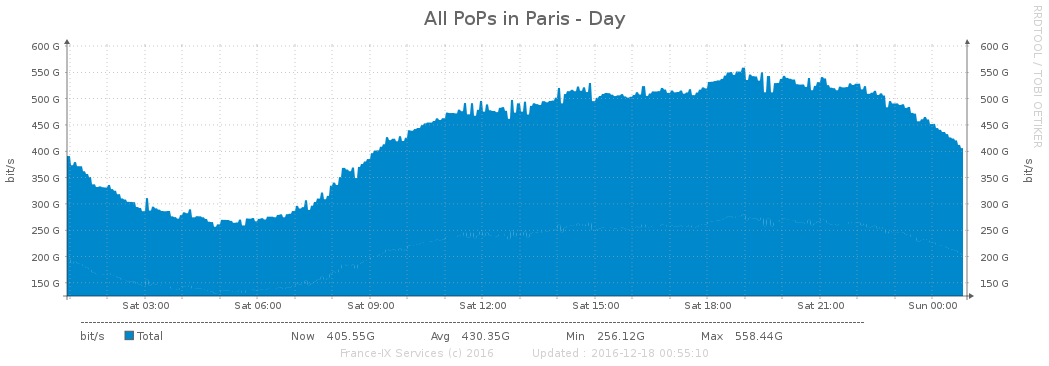 All PoPs in Paris - Day
RRDTOOL / TOBI OETIKER
600 G 600 G
550 G 550 G
500 G 500 G
450 G 450 G
400 G 400 G
350 G 350 G
300 G 300 G
250 G 250 G
200 G 200 G
150 G 150 G
bit/s
bit/s
Sat 03:00 Sat 06:00 Sat 09:00 Sat 12:00 Sat 15:00 Sat 18:00 Sat 21:00 Sun 00:00
bit/s Total Now 405.55G Avg 430.35G Min 256.12G Max 558.44G
France-IX Services (c) 2016 Updated : 2016-12-18 00:55:10